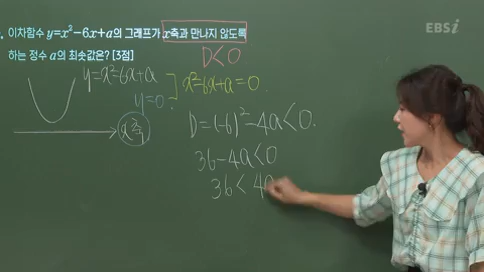 EBSi
. 이차함수 y=x²−6x+a의 그래프가 x축과 만나지 않도록
하는 정수 a의 최솟값은? [3점]
D<0
y=x²-6x+a
x²-6x+a=0.
y=0.
x축
D=(-6)²-4a<0.
36-4a<0
36<4a